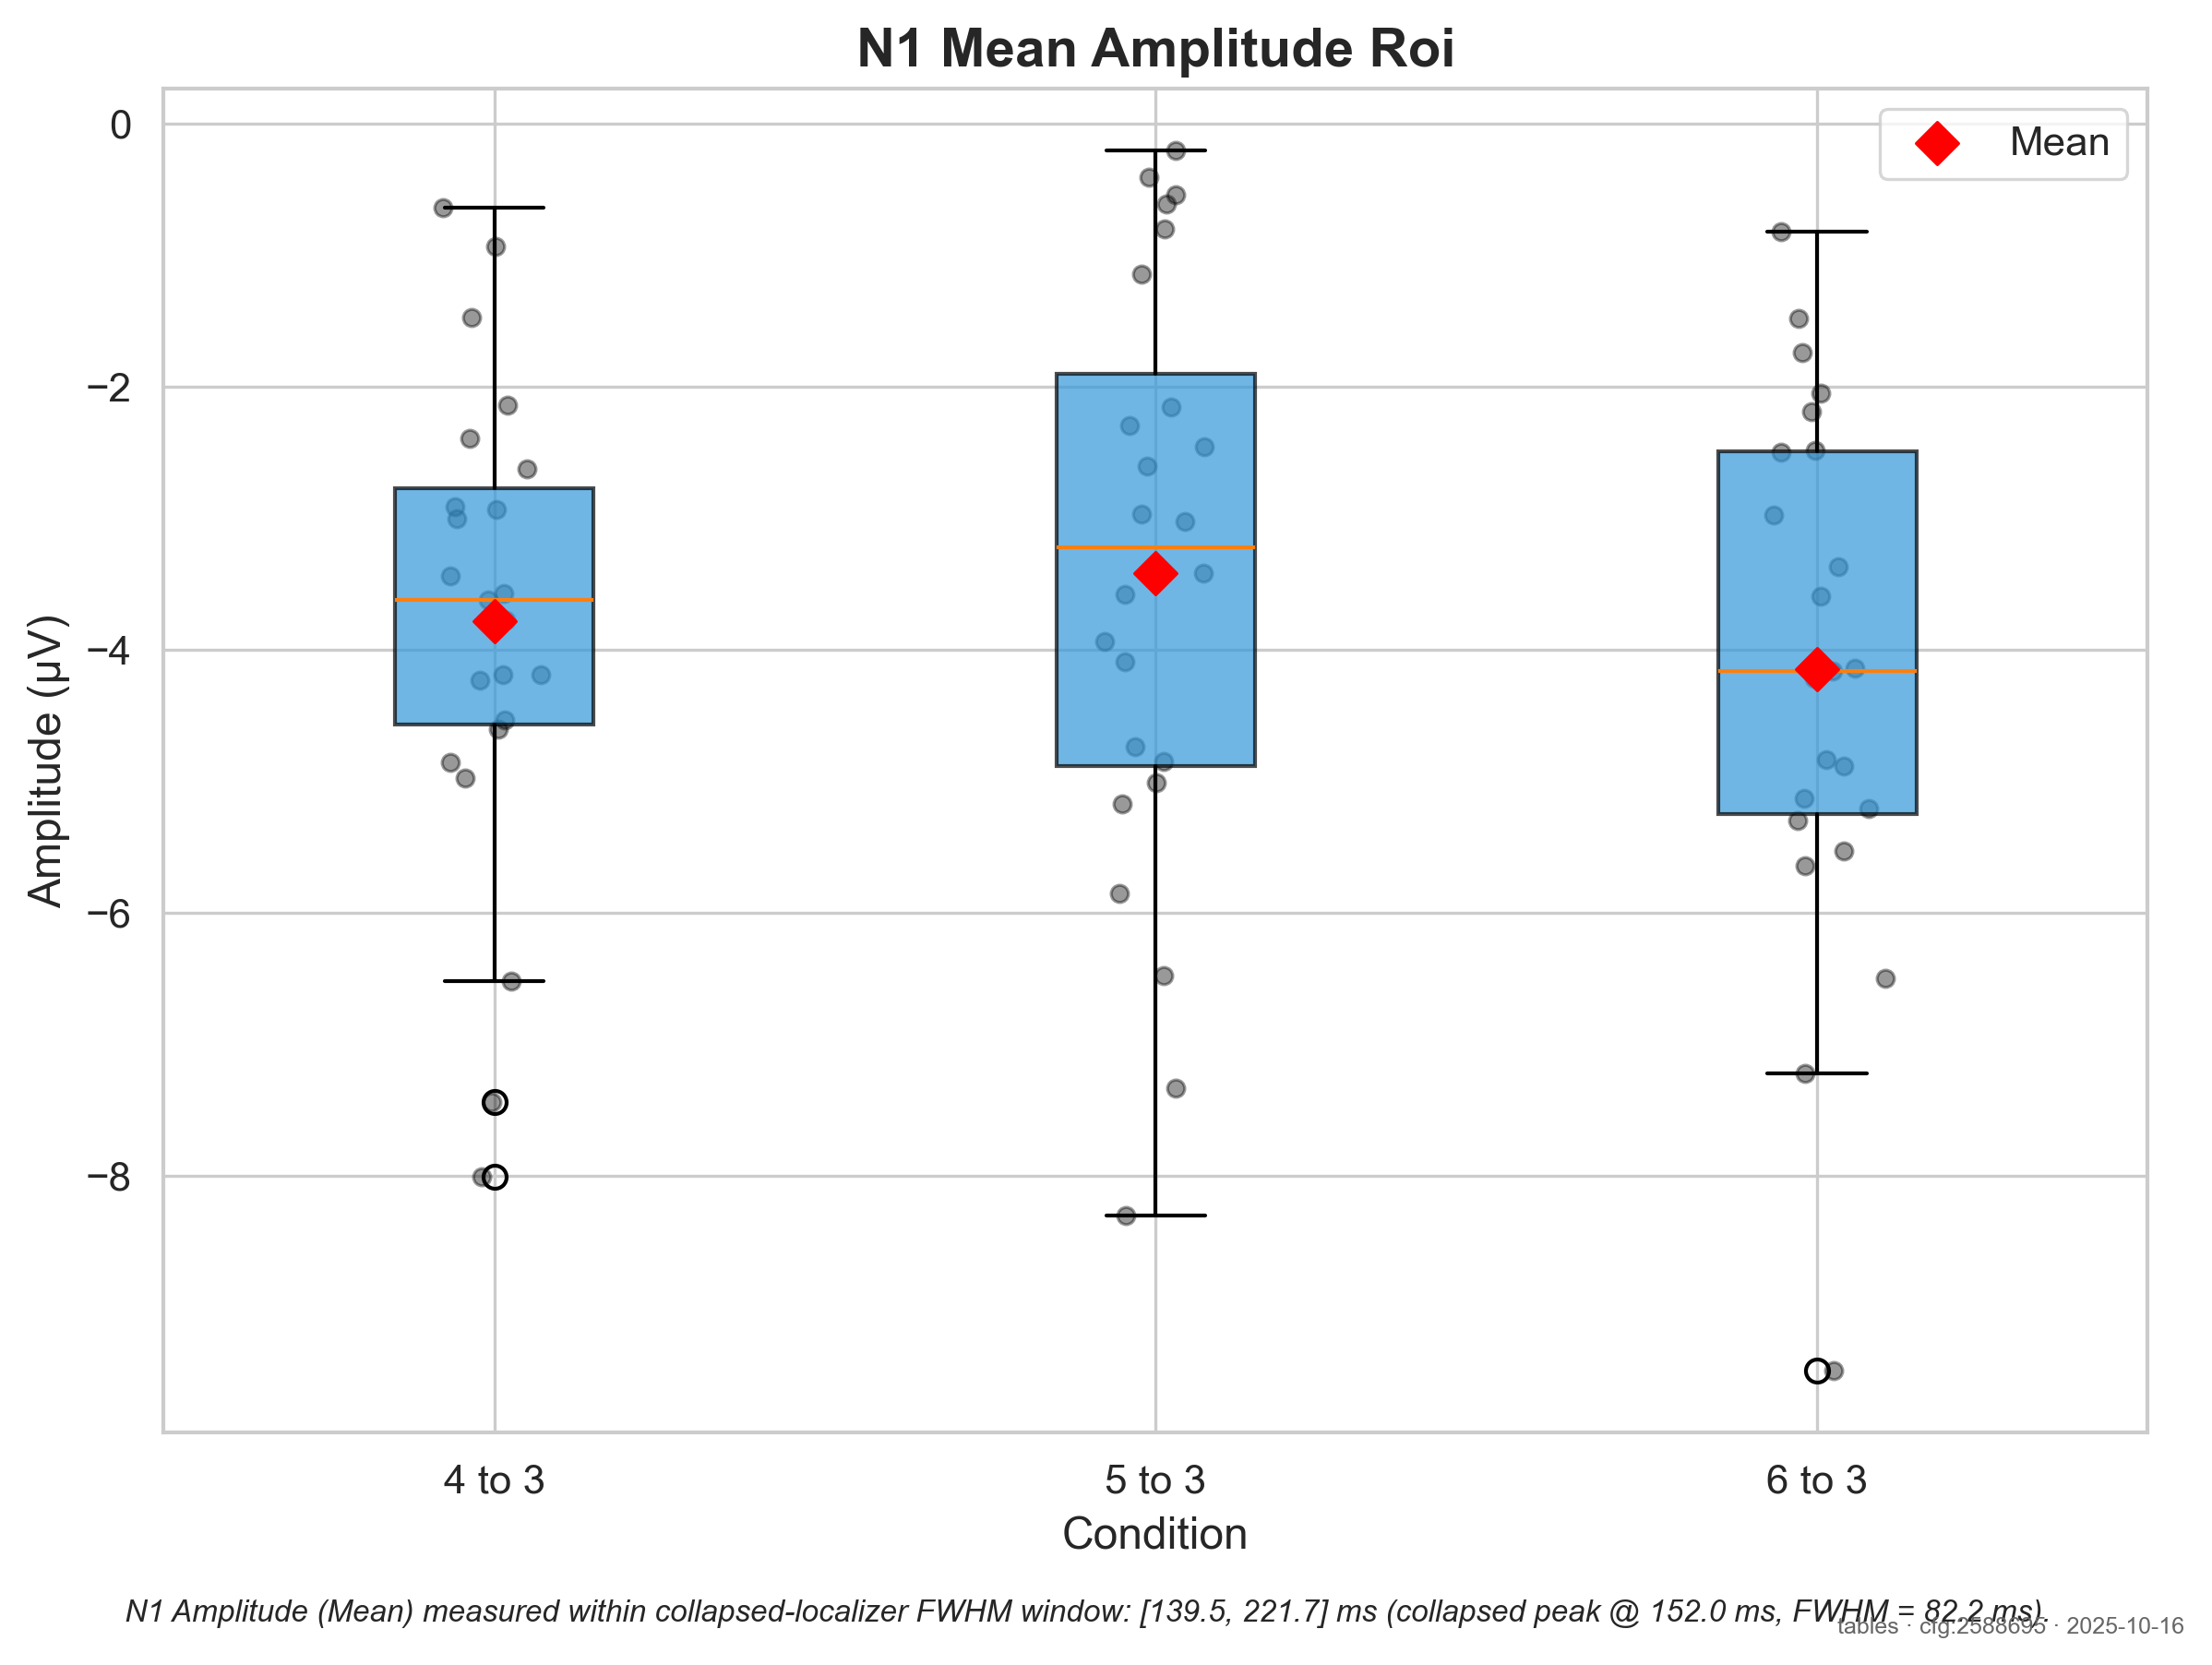 N1 Mean Amplitude Roi
Mean
Amplitude (µV)
0
−2
−4
−6
−8
4 to 3
5 to 3
6 to 3
Condition
N1 Amplitude (Mean) measured within collapsed-localizer FWHM window: [139.5, 221.7] ms (collapsed peak @ 152.0 ms, FWHM = 82.2 ms).
tables · cfg:2588695 · 2025-10-16